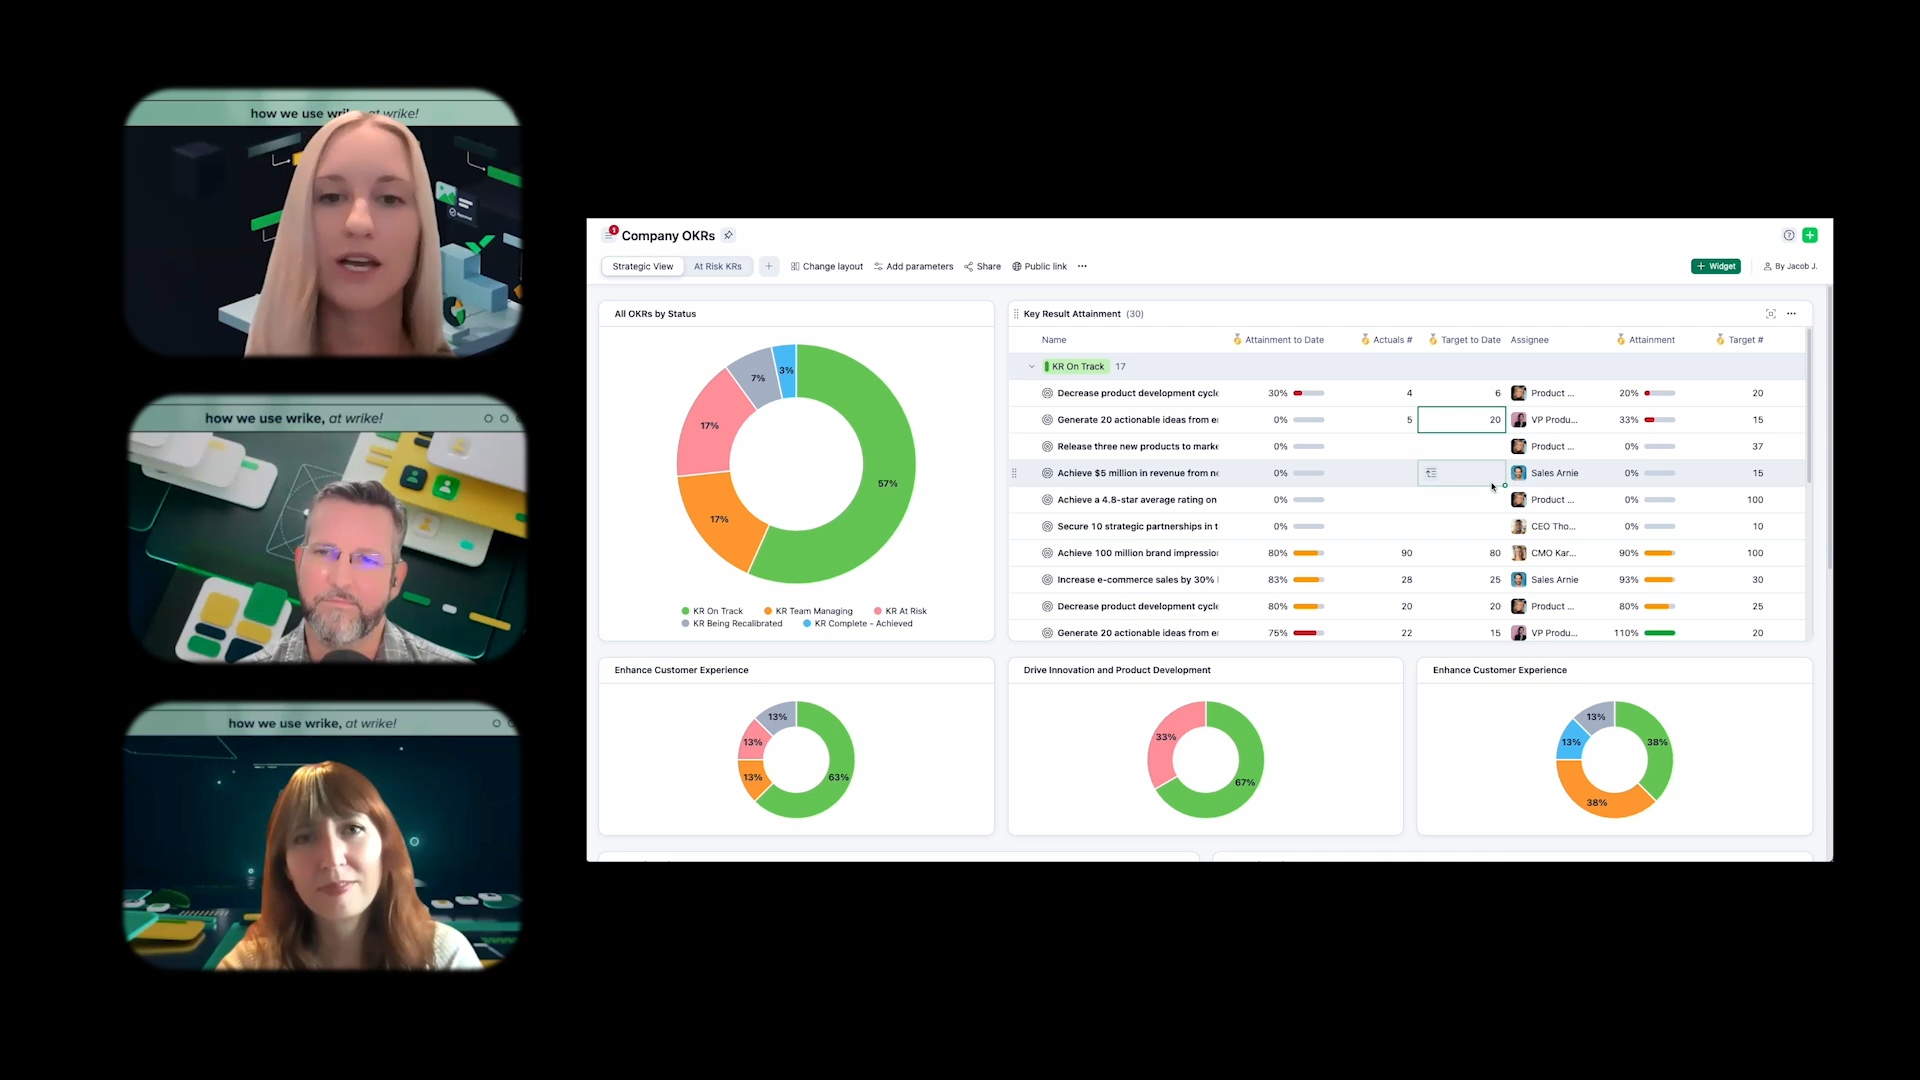 how we use wrike, at wrike!
how we use wrike, at wrike!
how we use wrike, at wrike!
1
Company OKRs
Strategic View
At Risk KRs
Change layout
Add parameters
Share
Public link
Widget
By Jacob J.
All OKRs by Status
3%
7%
17%
57%
17%
KR On Track
KR Team Managing
KR At Risk
KR Being Recalibrated
KR Complete - Achieved
Key Result Attainment (30)
Name Attainment to Date Actuals # Target to Date Assignee Attainment Target #
KR On Track 17
Decrease product development cycle 30% 4 6 Product ... 20% 20
Generate 20 actionable ideas from e 0% 5 20 VP Produ... 33% 15
Release three new products to marke 0% Product ... 0% 37
Achieve $5 million in revenue from ne 0% Sales Arnie 0% 15
Achieve a 4.8-star average rating on 0% Product ... 0% 100
Secure 10 strategic partnerships in t 0% CEO Tho... 0% 10
Achieve 100 million brand impression 80% 90 80 CMO Kar... 90% 100
Increase e-commerce sales by 30% 83% 28 25 Sales Arnie 93% 30
Decrease product development cycle 80% 20 20 Product ... 80% 25
Generate 20 actionable ideas from e 75% 22 15 VP Produ... 110% 20
Enhance Customer Experience
13%
13%
13%
63%
Drive Innovation and Product Development
33%
67%
Enhance Customer Experience
13%
13%
38%
38%